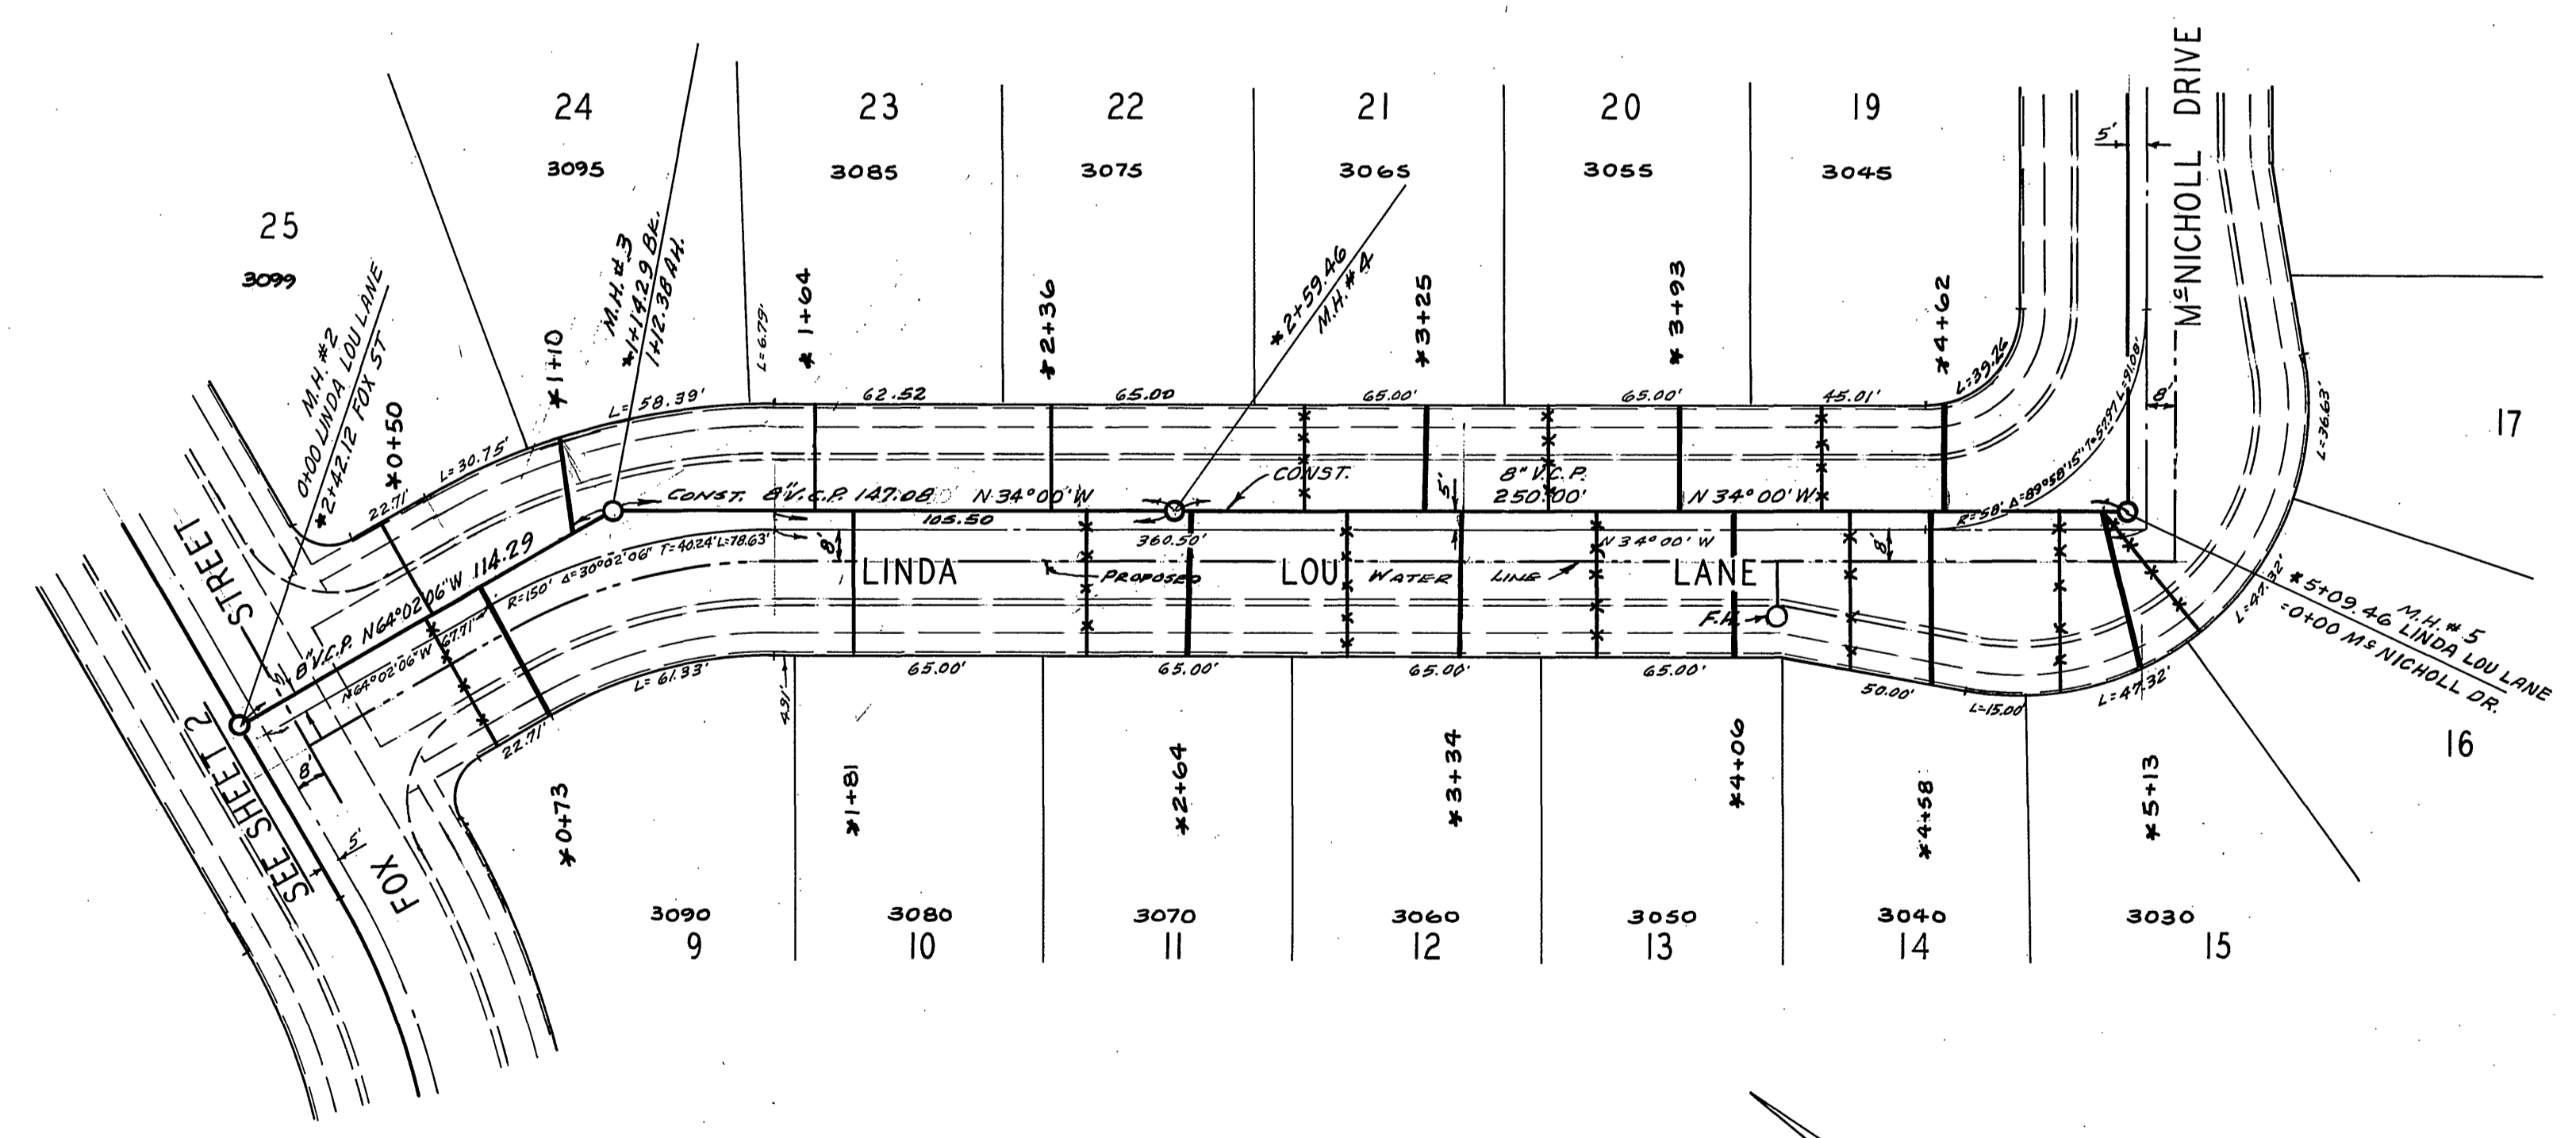 24
23
22
21
20
19
3095
3085
3075
3065
3055
3045
25
3099
17
16
McNICHOLL DRIVE
5'
8'
M.H. #2
0+00 LINDA LOU LANE
*2+42.12 FOX ST
*0+50
*1+10
M.H. #3
*1+14.29 BK.
1+12.38 AH.
*1+64
*2+36
*2+59.46
M.H. #4
*3+25
*3+93
*4+62
L=6.79'
22.71'
L=30.75'
L=58.39'
62.52
65.00
65.00'
65.00'
45.01'
L=39.26
R=58' Δ=89°58'15" T=57.97 L=91.08'
L=36.63'
CONST. 8" V.C.P. 147.08 N 34°00' W
105.50
CONST.
8" V.C.P.
250.00'
N 34°00' W
5'
360.50'
N 34°00' W
8'
8'
8" V.C.P. N64°02'06"W 114.29
N64°02'06"W 67.71'
R=150' Δ=30°02'06" T=40.24' L=78.63'
LINDA LOU LANE
PROPOSED WATER LINE
F.H.
STREET
FOX
SEE SHEET 2
5'
8'
5'
22.71'
L=61.33'
4.91'
65.00'
65.00'
65.00'
65.00'
50.00'
L=15.00'
L=47.32'
L=47.32'
M.H. #5
*5+09.46 LINDA LOU LANE
=0+00 Mc NICHOLL DR.
*0+73
*1+81
*2+64
*3+34
*4+06
*4+58
*5+13
3090
3080
3070
3060
3050
3040
3030
9
10
11
12
13
14
15